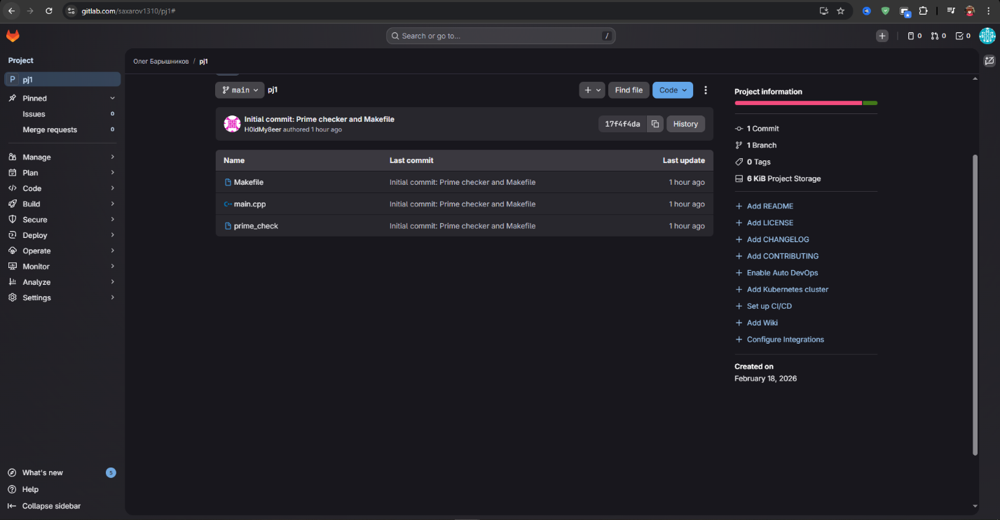 gitlab.com/saxarov1310/pj1#
Search or go to...
/
0
0
0
Project
P pj1
Pinned
Issues 0
Merge requests 0
Manage
Plan
Code
Build
Secure
Deploy
Operate
Monitor
Analyze
Settings
What's new 5
Help
Collapse sidebar
Олег Барышников / pj1
main pj1
Find file
Code
Initial commit: Prime checker and Makefile
H0ldMy8eer authored 1 hour ago
17f4f4da
History
Name Last commit Last update
Makefile Initial commit: Prime checker and Makefile 1 hour ago
main.cpp Initial commit: Prime checker and Makefile 1 hour ago
prime_check Initial commit: Prime checker and Makefile 1 hour ago
Project information
1 Commit
1 Branch
0 Tags
6 KiB Project Storage
Add README
Add LICENSE
Add CHANGELOG
Add CONTRIBUTING
Enable Auto DevOps
Add Kubernetes cluster
Set up CI/CD
Add Wiki
Configure Integrations
Created on
February 18, 2026